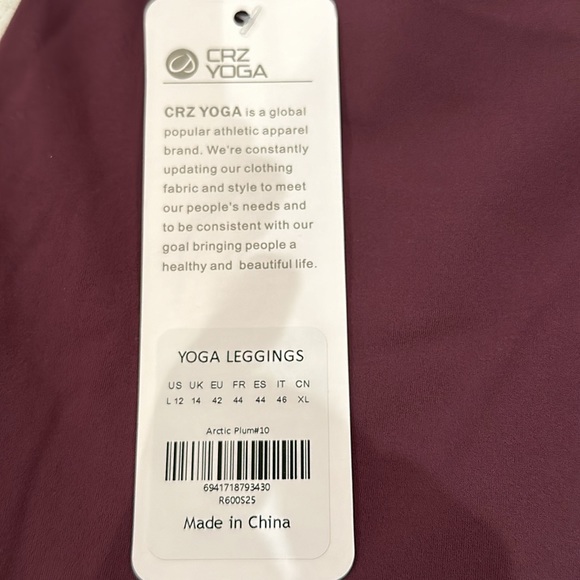 CRZ
YOGA
CRZ YOGA is a global
popular athletic apparel
brand. We're constantly
updating our clothing
fabric and style to meet
our people's needs and
to be consistent with our
goal bringing people a
healthy and beautiful life.
YOGA LEGGINGS
US UK EU FR ES IT CN
L 12 14 42 44 44 46 XL
Arctic Plum#10
6941718793430
R600S25
Made in China